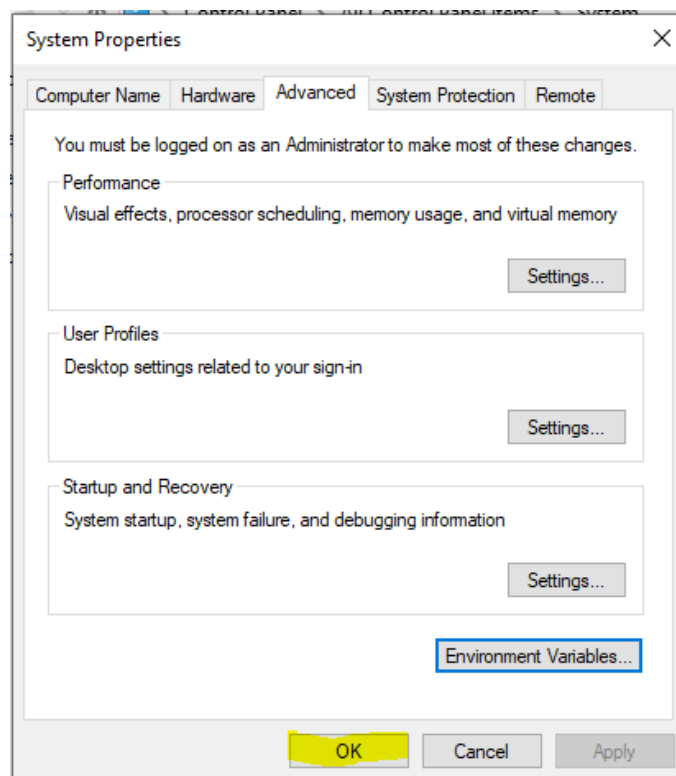 System Properties
Computer Name Hardware Advanced System Protection Remote
You must be logged on as an Administrator to make most of these changes.
Performance
Visual effects, processor scheduling, memory usage, and virtual memory
Settings...
User Profiles
Desktop settings related to your sign-in
Settings...
Startup and Recovery
System startup, system failure, and debugging information
Settings...
Environment Variables...
OK Cancel Apply